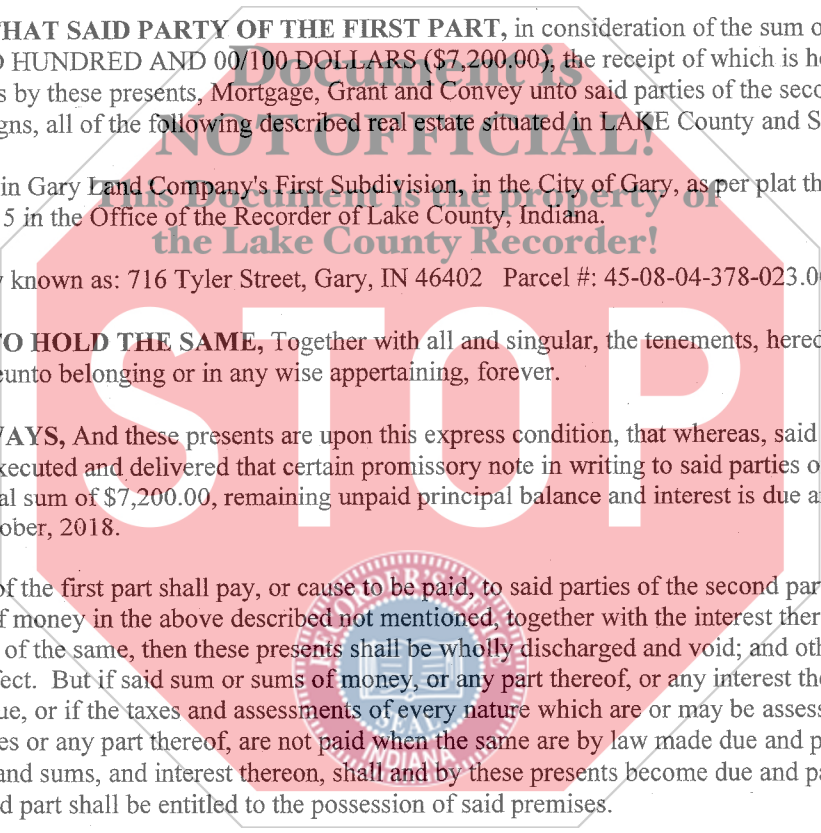 HAT SAID PARTY OF THE FIRST PART, in consideration of the sum o
HUNDRED AND 00/100 DOLLARS ($7,200.00), the receipt of which is he
Document is
s by these presents, Mortgage, Grant and Convey unto said parties of the seco
gns, all of the following described real estate situated in LAKE County and S
NOT OFFICIAL!
in Gary Land Company's First Subdivision, in the City of Gary, as per plat th
This Document is the property of
5 in the Office of the Recorder of Lake County, Indiana.
the Lake County Recorder!
y known as: 716 Tyler Street, Gary, IN 46402 Parcel #: 45-08-04-378-023.0
TO HOLD THE SAME, Together with all and singular, the tenements, hered
eunto belonging or in any wise appertaining, forever.
STOP
WAYS, And these presents are upon this express condition, that whereas, said
xecuted and delivered that certain promissory note in writing to said parties o
al sum of $7,200.00, remaining unpaid principal balance and interest is due a
ober, 2018.
of the first part shall pay, or cause to be paid, to said parties of the second par
f money in the above described not mentioned, together with the interest ther
of the same, then these presents shall be wholly discharged and void; and oth
fect. But if said sum or sums of money, or any part thereof, or any interest the
ue, or if the taxes and assessments of every nature which are or may be assess
es or any part thereof, are not paid when the same are by law made due and p
and sums, and interest thereon, shall and by these presents become due and pa
d part shall be entitled to the possession of said premises.
SEAL
INDIANA